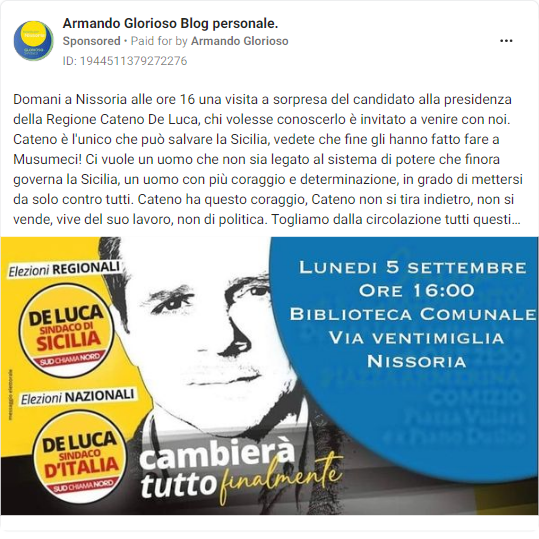 Armando Glorioso Blog personale.
Sponsored • Paid for by Armando Glorioso
ID: 1944511379272276
Domani a Nissoria alle ore 16 una visita a sorpresa del candidato alla presidenza
della Regione Cateno De Luca, chi volesse conoscerlo è invitato a venire con noi.
Cateno è l'unico che può salvare la Sicilia, vedete che fine gli hanno fatto fare a
Musumeci! Ci vuole un uomo che non sia legato al sistema di potere che finora
governa la Sicilia, un uomo con più coraggio e determinazione, in grado di mettersi
da solo contro tutti. Cateno ha questo coraggio, Cateno non si tira indietro, non si
vende, vive del suo lavoro, non di politica. Togliamo dalla circolazione tutti questi...
Elezioni REGIONALI
DE LUCA
SINDACO DI
SICILIA
SUD CHIAMA NORD
Elezioni NAZIONALI
DE LUCA
SINDACO
D'ITALIA
SUD CHIAMA NORD
messaggio elettorale
cambierà
tutto finalmente
LUNEDI 5 SETTEMBRE
ORE 16:00
BIBLIOTECA COMUNALE
VIA VENTIMIGLIA
NISSORIA